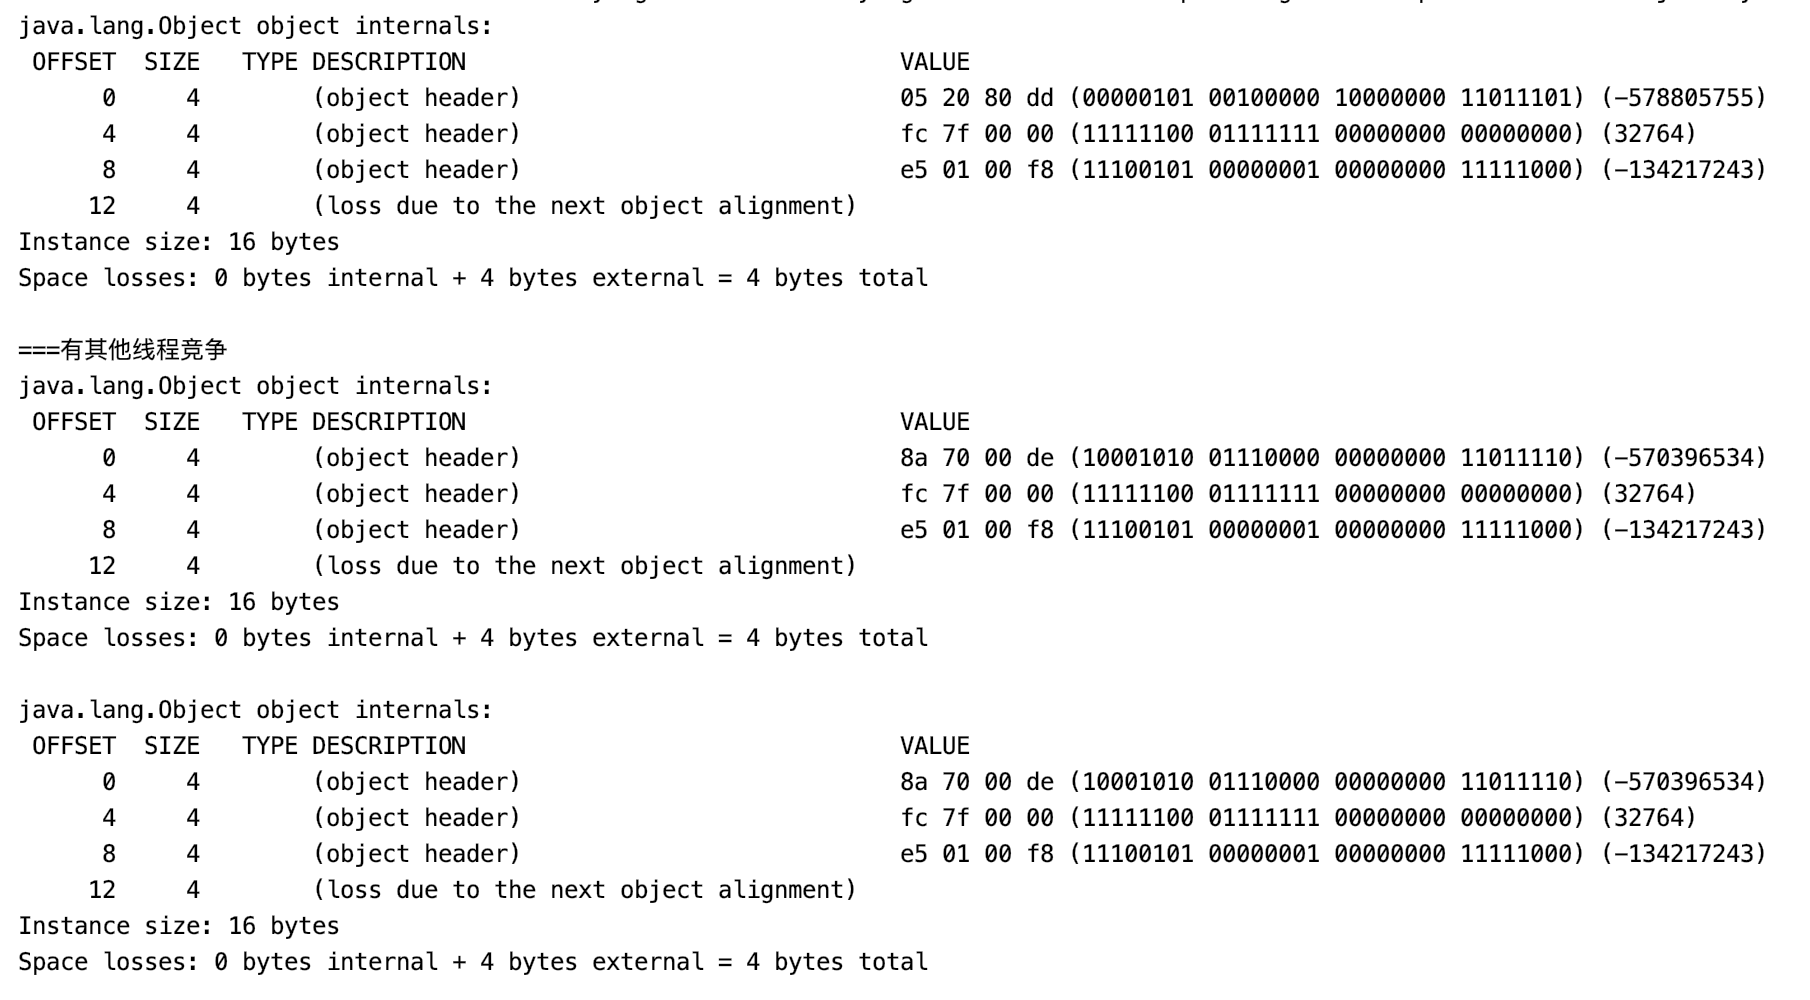 java.lang.Object object internals:
 OFFSET  SIZE   TYPE DESCRIPTION                               VALUE
      0     4        (object header)                           05 20 80 dd (00000101 00100000 10000000 11011101) (-578805755)
      4     4        (object header)                           fc 7f 00 00 (11111100 01111111 00000000 00000000) (32764)
      8     4        (object header)                           e5 01 00 f8 (11100101 00000001 00000000 11111000) (-134217243)
     12     4        (loss due to the next object alignment)
Instance size: 16 bytes
Space losses: 0 bytes internal + 4 bytes external = 4 bytes total

===有其他线程竞争
java.lang.Object object internals:
 OFFSET  SIZE   TYPE DESCRIPTION                               VALUE
      0     4        (object header)                           8a 70 00 de (10001010 01110000 00000000 11011110) (-570396534)
      4     4        (object header)                           fc 7f 00 00 (11111100 01111111 00000000 00000000) (32764)
      8     4        (object header)                           e5 01 00 f8 (11100101 00000001 00000000 11111000) (-134217243)
     12     4        (loss due to the next object alignment)
Instance size: 16 bytes
Space losses: 0 bytes internal + 4 bytes external = 4 bytes total

java.lang.Object object internals:
 OFFSET  SIZE   TYPE DESCRIPTION                               VALUE
      0     4        (object header)                           8a 70 00 de (10001010 01110000 00000000 11011110) (-570396534)
      4     4        (object header)                           fc 7f 00 00 (11111100 01111111 00000000 00000000) (32764)
      8     4        (object header)                           e5 01 00 f8 (11100101 00000001 00000000 11111000) (-134217243)
     12     4        (loss due to the next object alignment)
Instance size: 16 bytes
Space losses: 0 bytes internal + 4 bytes external = 4 bytes total